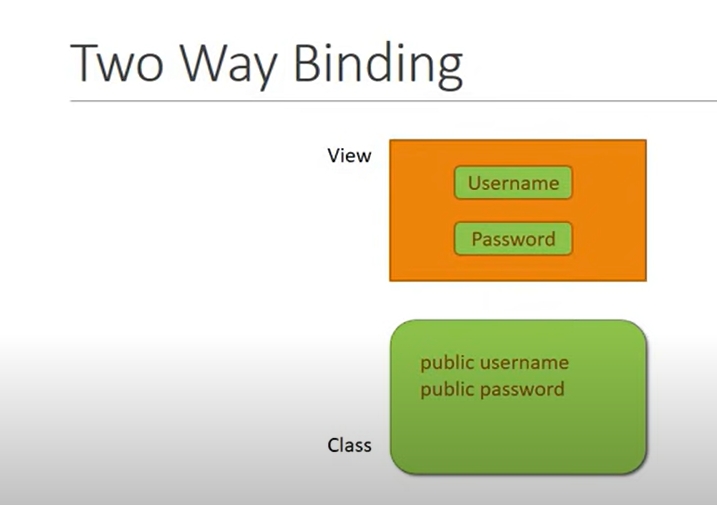 Two Way Binding
View
Username
Password
public username
public password
Class